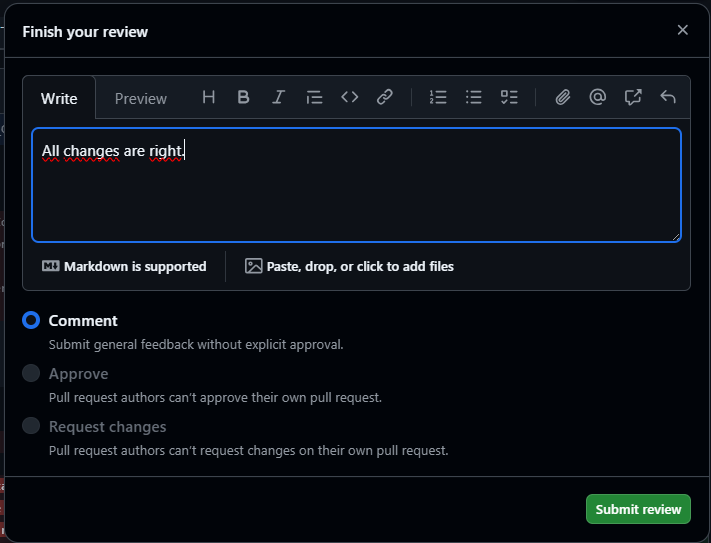 Finish your review
Write
Preview
All changes are right.
Markdown is supported
Paste, drop, or click to add files
Comment
Submit general feedback without explicit approval.
Approve
Pull request authors can't approve their own pull request.
Request changes
Pull request authors can't request changes on their own pull request.
Submit review